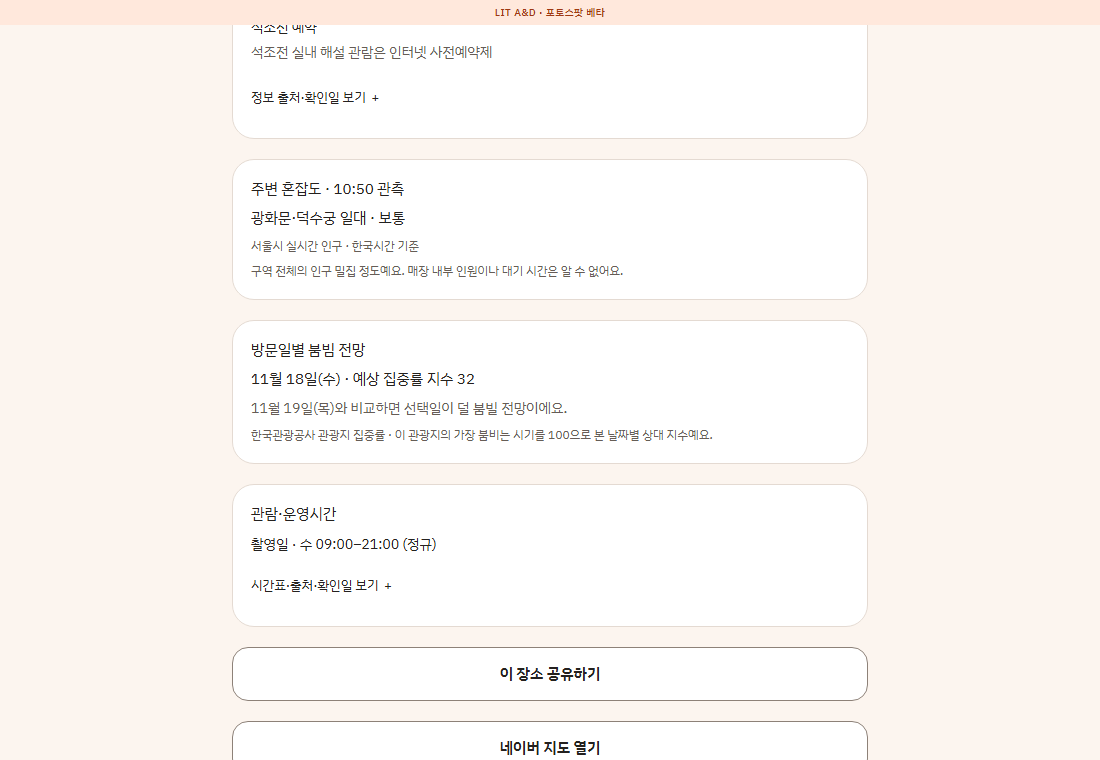 LIT A&D · 포토스팟 베타
석조전 예약
석조전 실내 해설 관람은 인터넷 사전예약제
정보 출처·확인일 보기 +
주변 혼잡도 · 10:50 관측
광화문·덕수궁 일대 · 보통
서울시 실시간 인구 · 한국시간 기준
구역 전체의 인구 밀집 정도예요. 매장 내부 인원이나 대기 시간은 알 수 없어요.
방문일별 붐빔 전망
11월 18일(수) · 예상 집중률 지수 32
11월 19일(목)와 비교하면 선택일이 덜 붐빌 전망이에요.
한국관광공사 관광지 집중률 · 이 관광지의 가장 붐비는 시기를 100으로 본 날짜별 상대 지수예요.
관람·운영시간
촬영일 · 수 09:00–21:00 (정규)
시간표·출처·확인일 보기 +
이 장소 공유하기
네이버 지도 열기